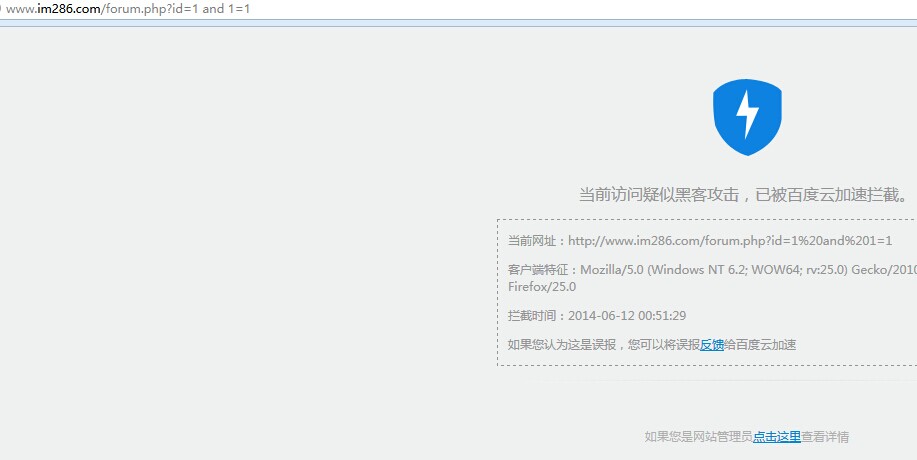 www.im286.com/forum.php?id=1 and 1=1
当前访问疑似黑客攻击，已被百度云加速拦截。
当前网址：http://www.im286.com/forum.php?id=1%20and%201=1
客户端特征：Mozilla/5.0 (Windows NT 6.2; WOW64; rv:25.0) Gecko/2010
Firefox/25.0
拦截时间：2014-06-12 00:51:29
如果您认为这是误报，您可以将误报反馈给百度云加速
如果您是网站管理员点击这里查看详情